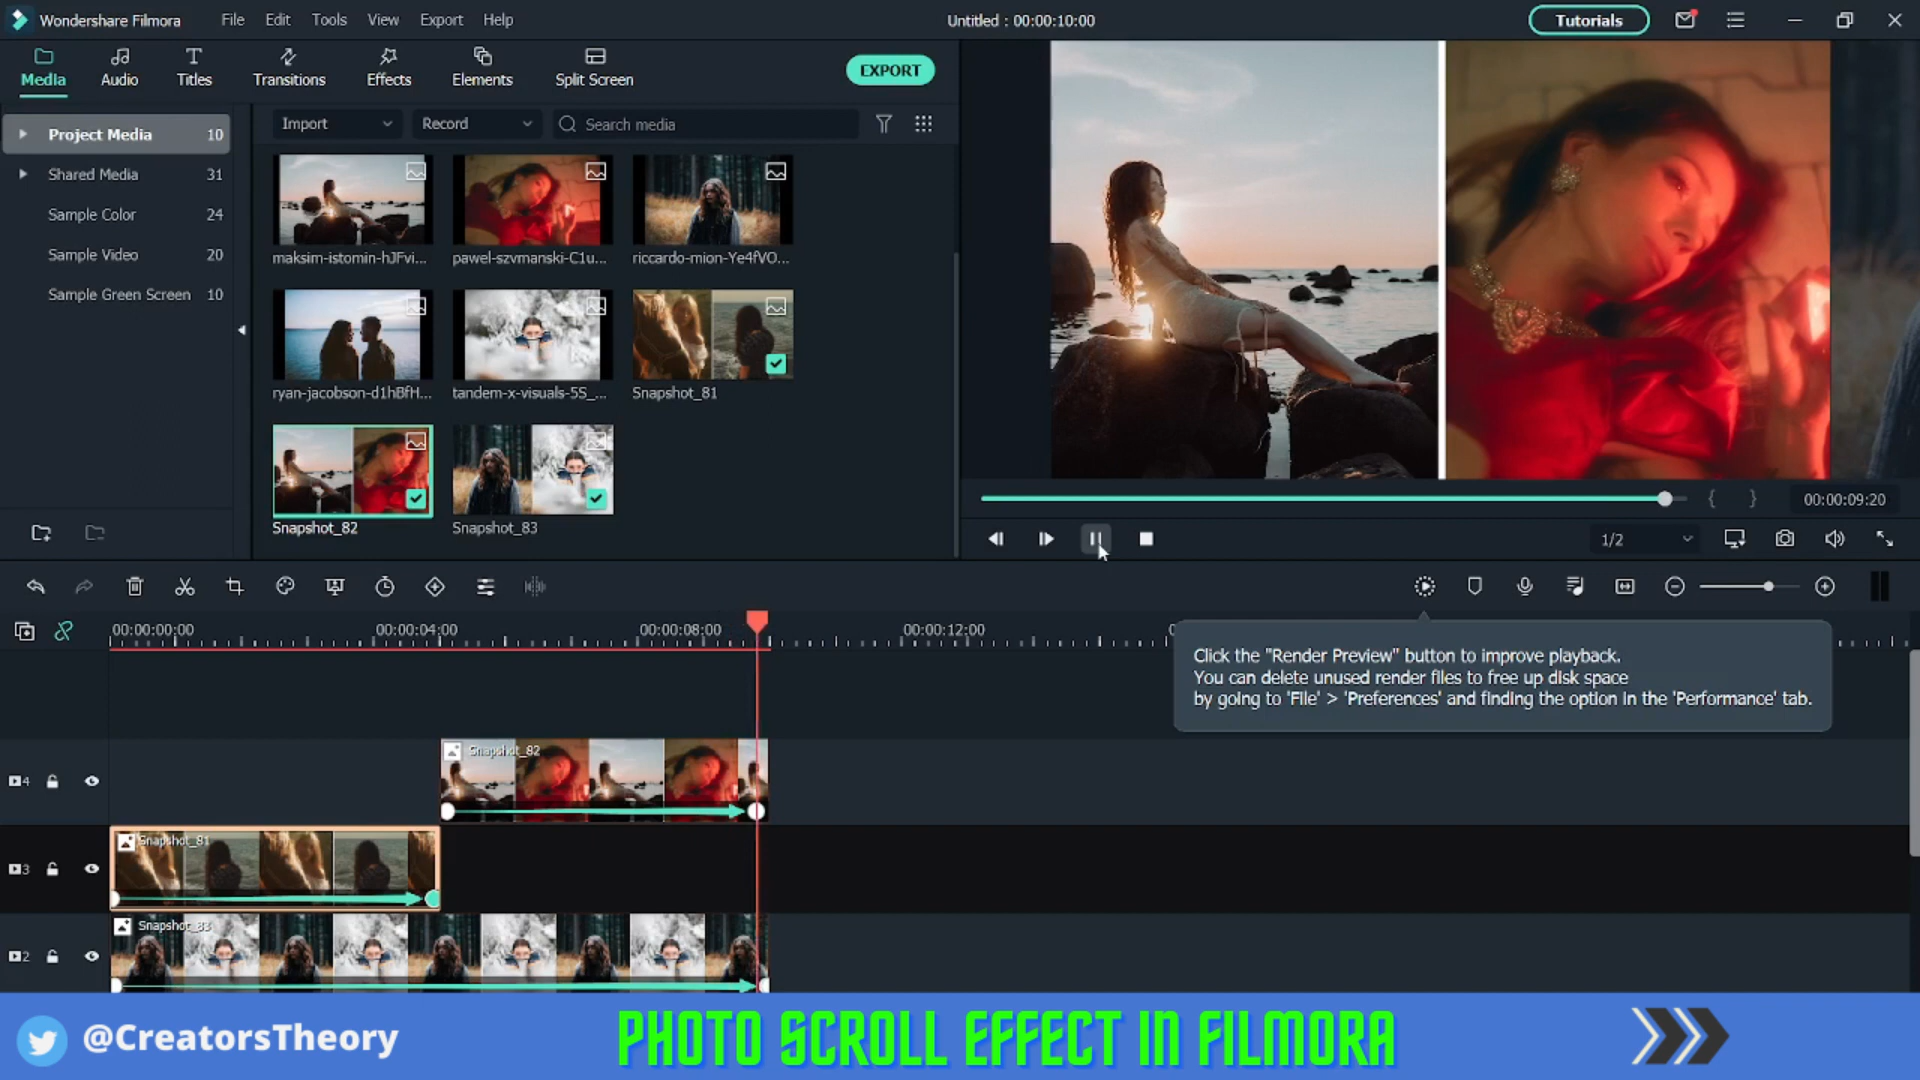 Wondershare Filmora
File Edit Tools View Export Help
Untitled : 00:00:10:00
Tutorials
Media Audio Titles Transitions Effects Elements Split Screen
EXPORT
Project Media 10
Shared Media 31
Sample Color 24
Sample Video 20
Sample Green Screen 10
Import Record Search media
maksim-istomin-hJFvi... pawel-szvmanski-C1u... riccardo-mion-Ye4fVO...
ryan-jacobson-d1hBfH... tandem-x-visuals-5S_... Snapshot_81
Snapshot_82 Snapshot_83
{ } 00:00:09:20
1/2
00:00:00:00 00:00:04:00 00:00:08:00 00:00:12:00
Click the "Render Preview" button to improve playback.
You can delete unused render files to free up disk space
by going to 'File' > 'Preferences' and finding the option in the 'Performance' tab.
4 Snapshot_82
3 Snapshot_81
2 Snapshot_83
@CreatorsTheory
PHOTO SCROLL EFFECT IN FILMORA